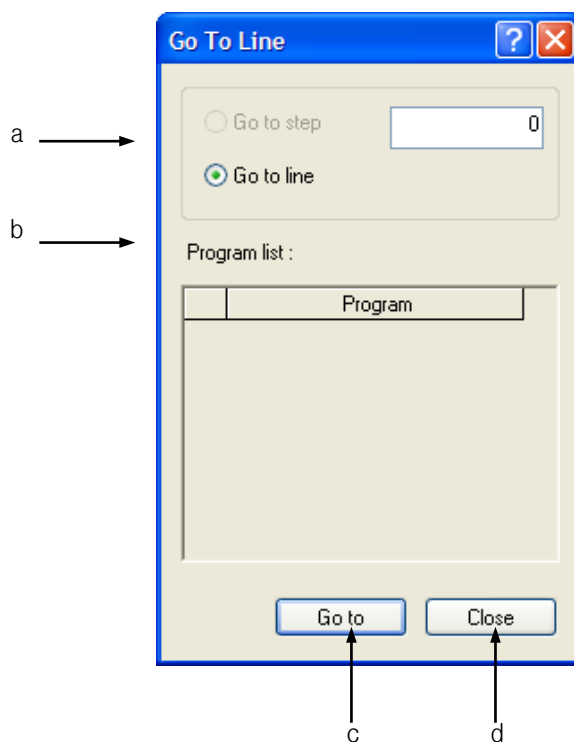 Go To Line
a
Go to step
0
Go to line
b
Program list :
Program
Go to
Close
c
d